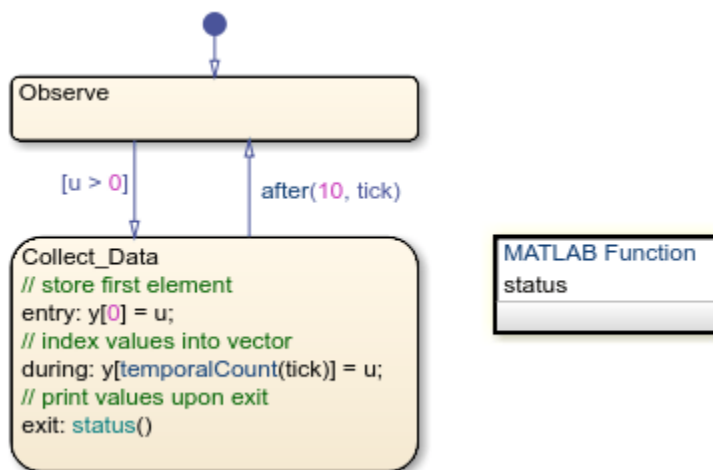 Observe
[u > 0]
after(10, tick)
Collect_Data
// store first element
entry: y[0] = u;
// index values into vector
during: y[temporalCount(tick)] = u;
// print values upon exit
exit: status()
MATLAB Function
status